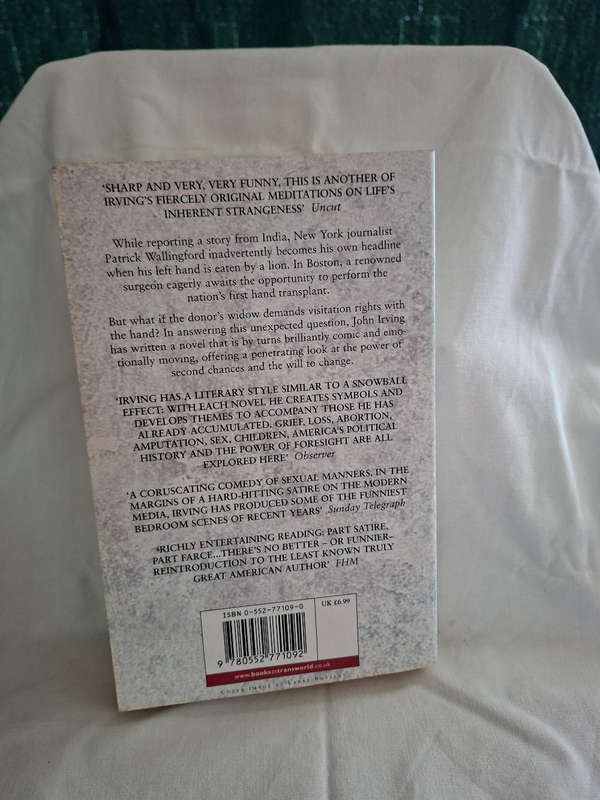 ‘SHARP AND VERY, VERY FUNNY, THIS IS ANOTHER OF
IRVING’S FIERCELY ORIGINAL MEDITATIONS ON LIFE’S
INHERENT STRANGENESS’ Uncut
While reporting a story from India, New York journalist
Patrick Wallingford inadvertently becomes his own headline
when his left hand is eaten by a lion. In Boston, a renowned
surgeon eagerly awaits the opportunity to perform the
nation’s first hand transplant.
But what if the donor’s widow demands visitation rights with
the hand? In answering this unexpected question, John Irving
has written a novel that is by turns brilliantly comic and emo-
tionally moving, offering a penetrating look at the power of
second chances and the will to change.
‘IRVING HAS A LITERARY STYLE SIMILAR TO A SNOWBALL
EFFECT: WITH EACH NOVEL HE CREATES SYMBOLS AND
DEVELOPS THEMES TO ACCOMPANY THOSE HE HAS
ALREADY ACCUMULATED. GRIEF, LOSS, ABORTION,
AMPUTATION, SEX, CHILDREN, AMERICA’S POLITICAL
HISTORY AND THE POWER OF FORESIGHT ARE ALL
EXPLORED HERE’ Observer
‘A CORUSCATING COMEDY OF SEXUAL MANNERS. IN THE
MARGINS OF A HARD-HITTING SATIRE ON THE MODERN
MEDIA, IRVING HAS PRODUCED SOME OF THE FUNNIEST
BEDROOM SCENES OF RECENT YEARS’ Sunday Telegraph
‘RICHLY ENTERTAINING READING; PART SATIRE,
PART FARCE...THERE’S NO BETTER – OR FUNNIER–
REINTRODUCTION TO THE LEAST KNOWN TRULY
GREAT AMERICAN AUTHOR’ FHM
ISBN 0-552-77109-0
UK £6.99
9 780552 771092
www.booksattransworld.co.uk
COVER IMAGE